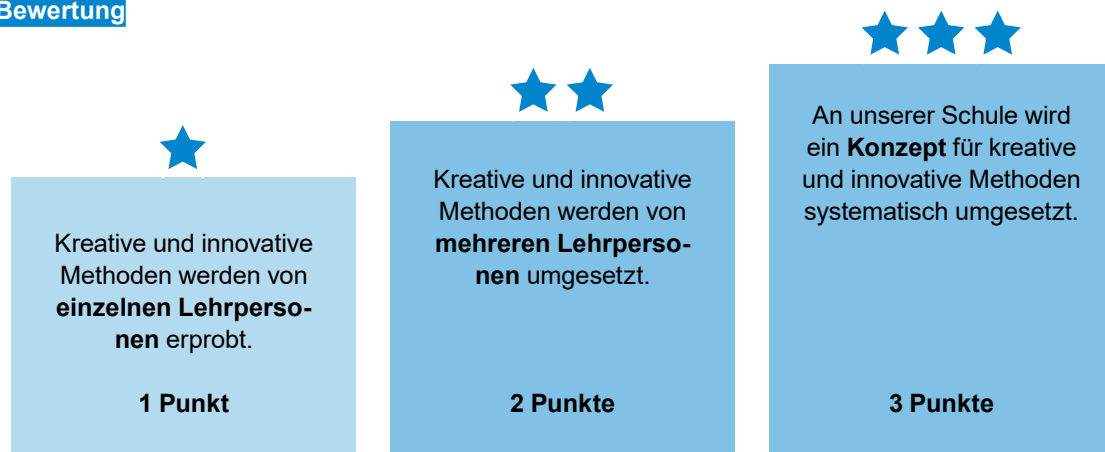 Bewertung
Kreative und innovative
Methoden werden von
einzelnen Lehrperso-
nen erprobt.
1 Punkt
Kreative und innovative
Methoden werden von
mehreren Lehrperso-
nen umgesetzt.
2 Punkte
An unserer Schule wird
ein Konzept für kreative
und innovative Methoden
systematisch umgesetzt.
3 Punkte